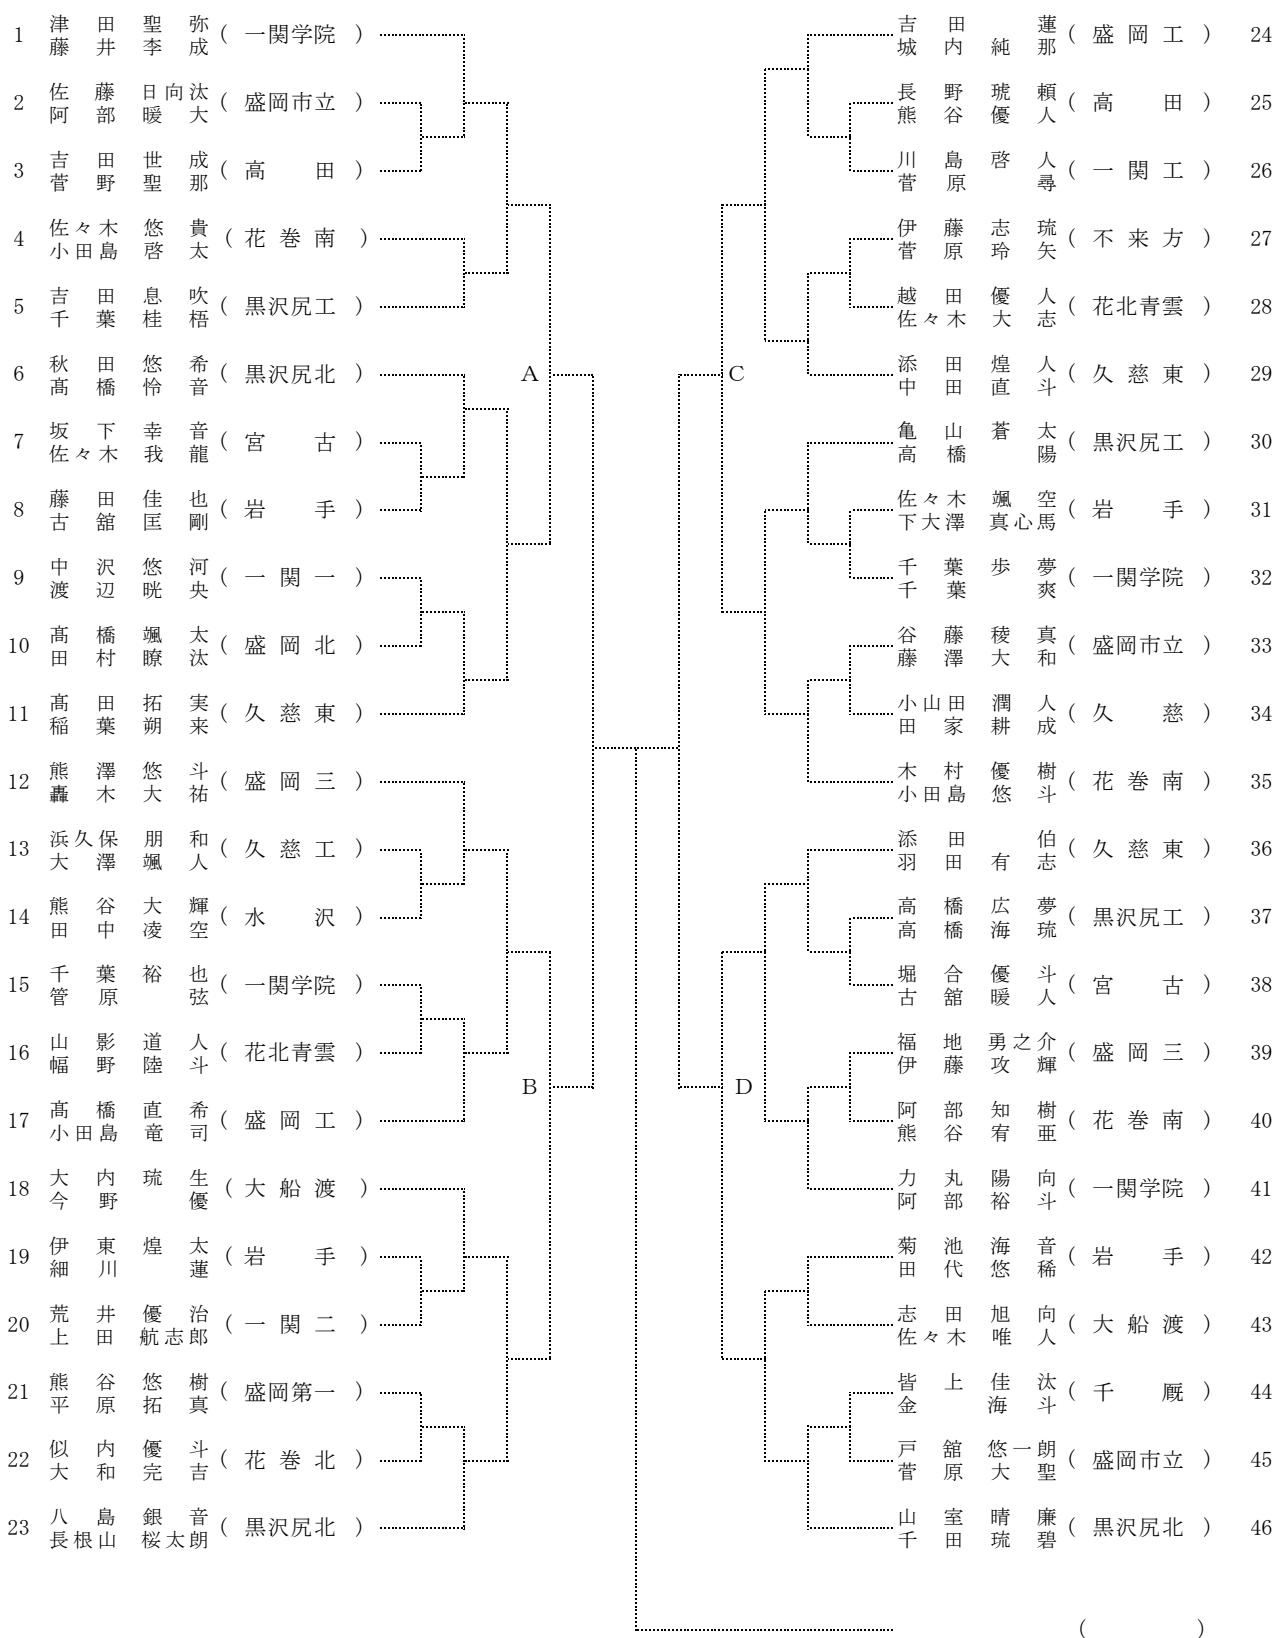 1 津田聖弥 (一関学院)
藤井李成
2 佐藤日向汰 (盛岡市立)
阿部暖大
3 吉田世成 (高田)
菅野聖那
4 佐々木悠貴 (花巻南)
小田島啓太
5 吉田息吹 (黒沢尻工)
千葉桂梧
6 秋田悠希 (黒沢尻北)
髙橋怜音
7 坂下幸音 (宮古)
佐々木我龍
8 藤田佳也 (岩手)
古舘匡剛
9 中沢悠河 (一関一)
渡辺晄央
10 髙橋颯太 (盛岡北)
田村瞭汰
11 髙田拓実 (久慈東)
稲葉朔来
12 熊澤悠斗 (盛岡三)
轟木大祐
13 浜久保朋和 (久慈工)
大澤颯人
14 熊谷大輝 (水沢)
田中凌空
15 千葉裕也 (一関学院)
管原弦
16 山影道人 (花北青雲)
幅野陸斗
17 髙橋直希 (盛岡工)
小田島竜司
18 大内琉生 (大船渡)
今野優
19 伊東煌太 (岩手)
細川蓮
20 荒井優治 (一関二)
上田航志郎
21 熊谷悠樹 (盛岡第一)
平原拓真
22 似内優斗 (花巻北)
大和完吉
23 八島銀音 (黒沢尻北)
長根山桜太朗
A
B
C
D
吉田蓮 (盛岡工) 24
城内純那
長野琥頼 (高田) 25
熊谷優人
川島啓人 (一関工) 26
菅原尋
伊藤志琉 (不来方) 27
菅原玲矢
越田優人 (花北青雲) 28
佐々木大志
添田煌人 (久慈東) 29
中田直斗
亀山蒼太 (黒沢尻工) 30
高橋陽
佐々木颯空 (岩手) 31
下大澤真心馬
千葉歩夢 (一関学院) 32
千葉爽
谷藤稜真 (盛岡市立) 33
藤澤大和
小山田潤人 (久慈) 34
田家耕成
木村優樹 (花巻南) 35
小田島悠斗
添田伯 (久慈東) 36
羽田有志
高橋広夢 (黒沢尻工) 37
高橋海琉
堀合優斗 (宮古) 38
古舘暖人
福地勇之介 (盛岡三) 39
伊藤攻輝
阿部知樹 (花巻南) 40
熊谷宥亜
力丸陽向 (一関学院) 41
阿部裕斗
菊池海音 (岩手) 42
田代悠稀
志田旭向 (大船渡) 43
佐々木唯人
皆上佳汰 (千厩) 44
金海斗
戸舘悠一朗 (盛岡市立) 45
菅原大聖
山室晴廉 (黒沢尻北) 46
千田琉碧
( )